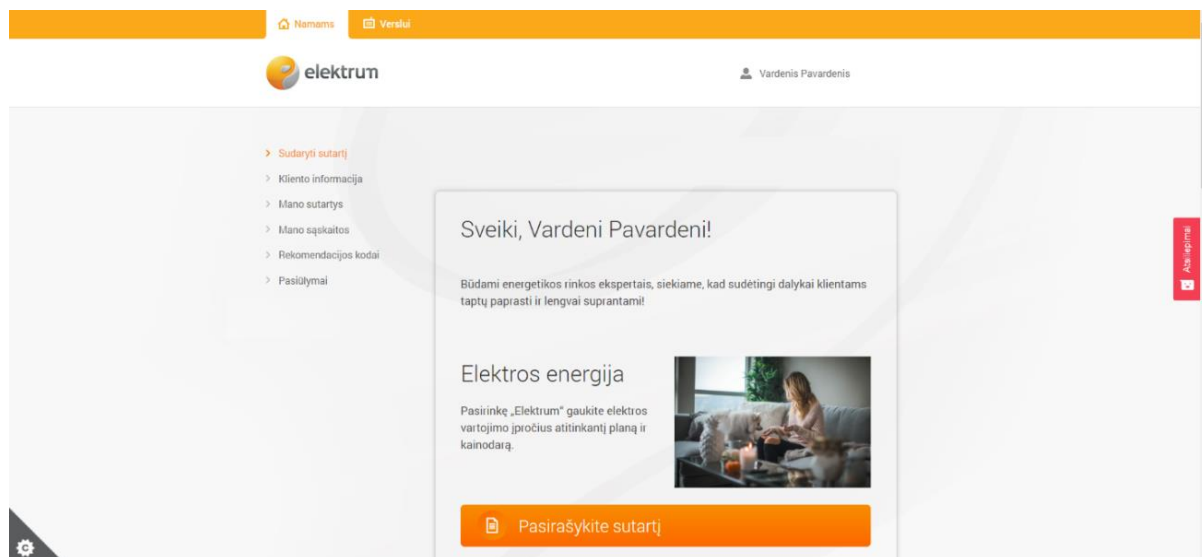 Namams
Verslui
elektrum
Vardenis Pavardenis
Sudaryti sutartį
Kliento informacija
Mano sutartys
Mano sąskaitos
Rekomendacijos kodai
Pasiūlymai
Sveiki, Vardeni Pavardeni!
Būdami energetikos rinkos ekspertais, siekiame, kad sudėtingi dalykai klientams
taptų paprasti ir lengvai suprantami!
Elektros energija
Pasirinkę „Elektrum“ gaukite elektros
vartojimo įpročius atitinkantį planą ir
kainodarą.
Pasirašykite sutartį
Atsiliepimai